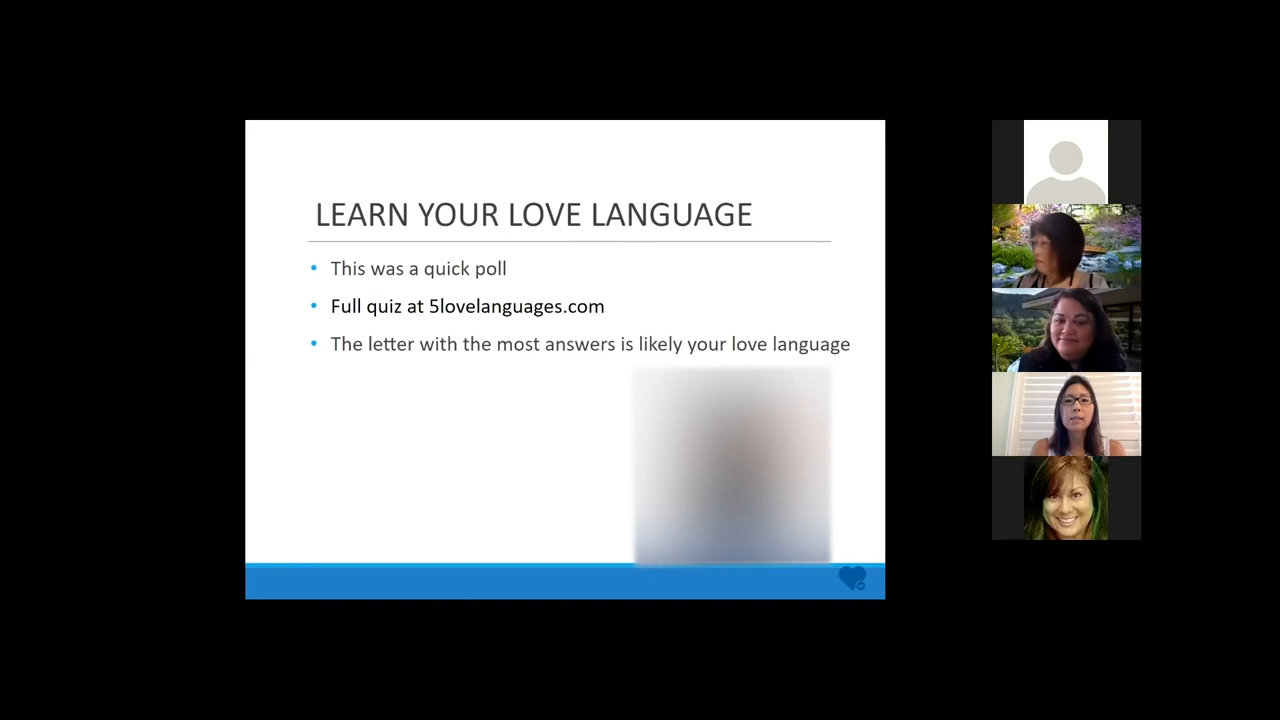 LEARN YOUR LOVE LANGUAGE
This was a quick poll
Full quiz at 5lovelanguages.com
The letter with the most answers is likely your love language